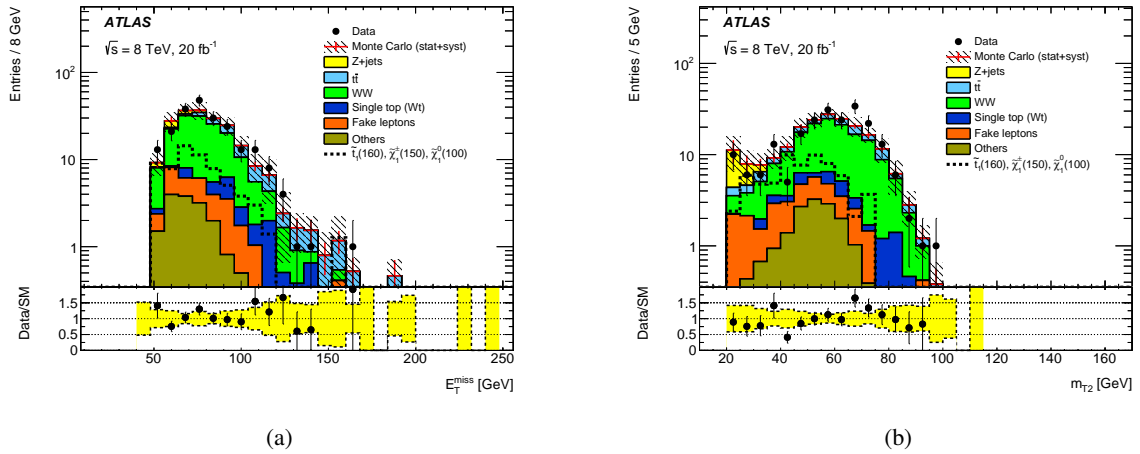 ATLAS
√s = 8 TeV, 20 fb⁻¹
Data
Monte Carlo (stat+syst)
Z+jets
tt̄
WW
Single top (Wt)
Fake leptons
Others
t̃₁(160), χ̃₁±(150), χ̃₁⁰(100)
Entries / 8 GeV
10²
10
1
Data/SM
1.5
1
0.5
0
50 100 150 200 250
E_T^miss [GeV]
(a)
ATLAS
√s = 8 TeV, 20 fb⁻¹
Data
Monte Carlo (stat+syst)
Z+jets
tt̄
WW
Single top (Wt)
Fake leptons
Others
t̃₁(160), χ̃₁±(150), χ̃₁⁰(100)
Entries / 5 GeV
10²
10
1
Data/SM
1.5
1
0.5
0
20 40 60 80 100 120 140 160
m_T2 [GeV]
(b)